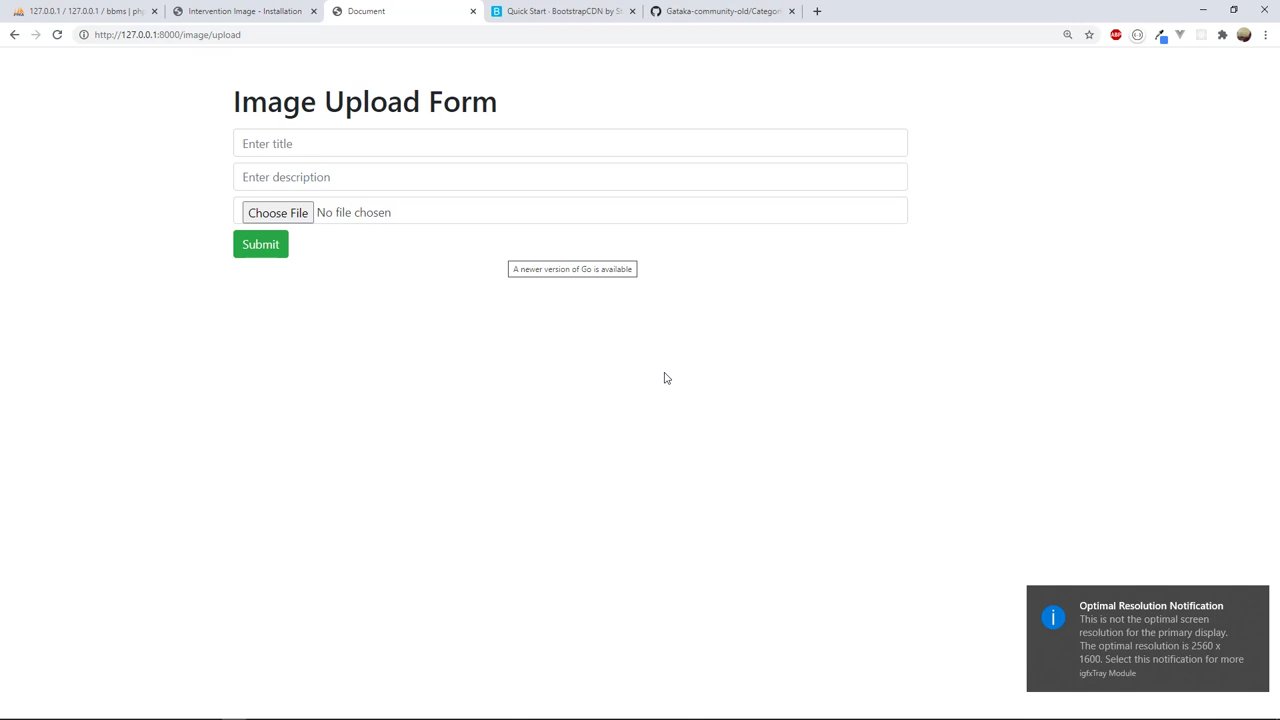 127.0.0.1 / 127.0.0.1 / bbms | php
Intervention Image - Installation
Document
Quick Start · BootstrapCDN by St
Gataka-community-old/Categor
http://127.0.0.1:8000/image/upload
ABP
Image Upload Form
Enter title
Enter description
Choose File No file chosen
Submit
A newer version of Go is available
Optimal Resolution Notification
This is not the optimal screen
resolution for the primary display.
The optimal resolution is 2560 x
1600. Select this notification for more
igfxTray Module